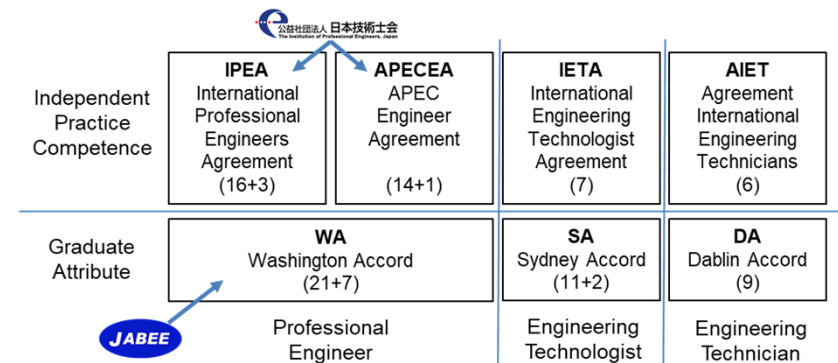 公益社団法人 日本技術士会
The Institution of Professional Engineers, Japan
Independent
Practice
Competence
IPEA
International
Professional
Engineers
Agreement
(16+3)
APECEA
APEC
Engineer
Agreement
(14+1)
IETA
International
Engineering
Technologist
Agreement
(7)
AIET
Agreement
International
Engineering
Technicians
(6)
Graduate
Attribute
WA
Washington Accord
(21+7)
SA
Sydney Accord
(11+2)
DA
Dablin Accord
(9)
JABEE
Professional
Engineer
Engineering
Technologist
Engineering
Technician